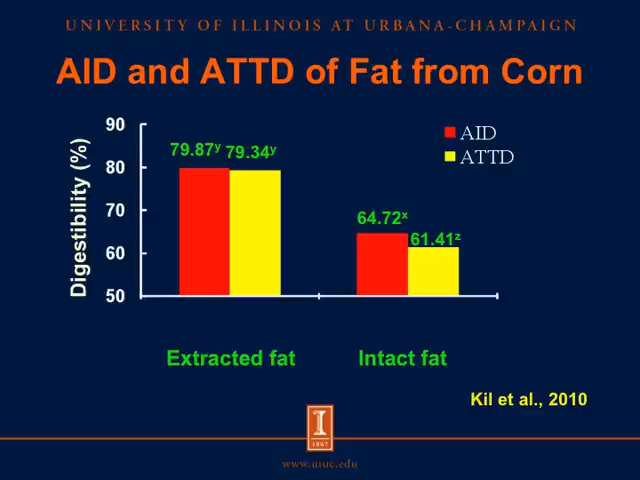 UNIVERSITY OF ILLINOIS AT URBANA-CHAMPAIGN
AID and ATTD of Fat from Corn
Digestibility (%)
90
80
70
60
50
79.87ʸ
79.34ʸ
64.72ˣ
61.41ᶻ
AID
ATTD
Extracted fat
Intact fat
Kil et al., 2010
I
1867
www.uiuc.edu